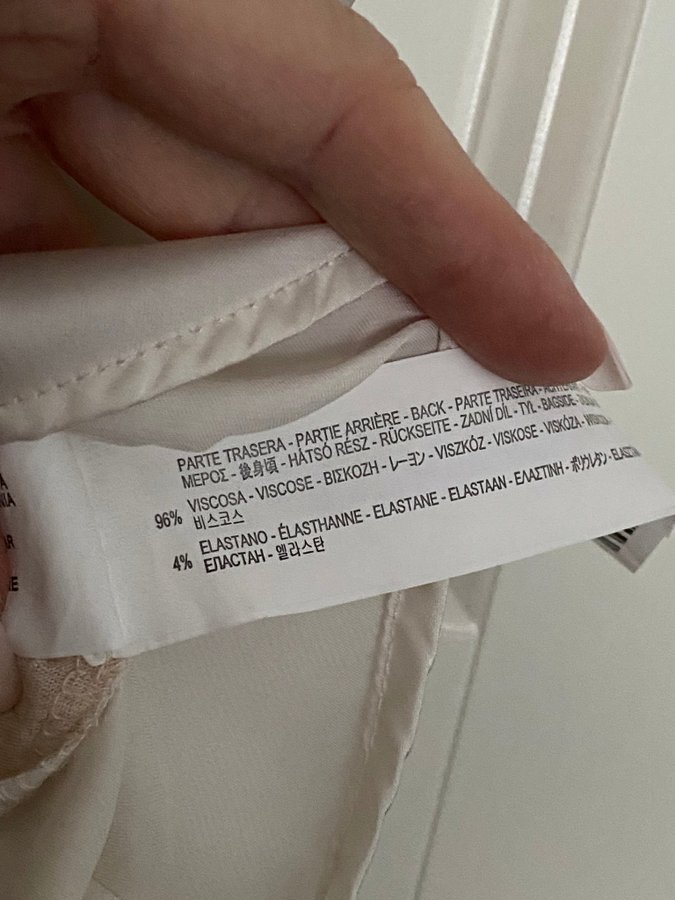 PARTE TRASERA - PARTIE ARRIÈRE - BACK - PARTE TRASEIRA -
ΜΕΡΟΣ - 後身頃 - HÁTSÓ RÉSZ - RÜCKSEITE - ZADNÍ DÍL - TYL - BAGSIDE -
96% VISCOSA - VISCOSE - ΒΙΣΚΟΖΗ - レーヨン - VISZKÓZ - VISKOSE - VISKÓZA -
비스코스
4% ELASTANO - ÉLASTHANNE - ELASTANE - ELASTAAN - ΕΛΑΣΤΙΝΗ - ポリウレタン -
ЕЛАСТАН - 엘라스탄